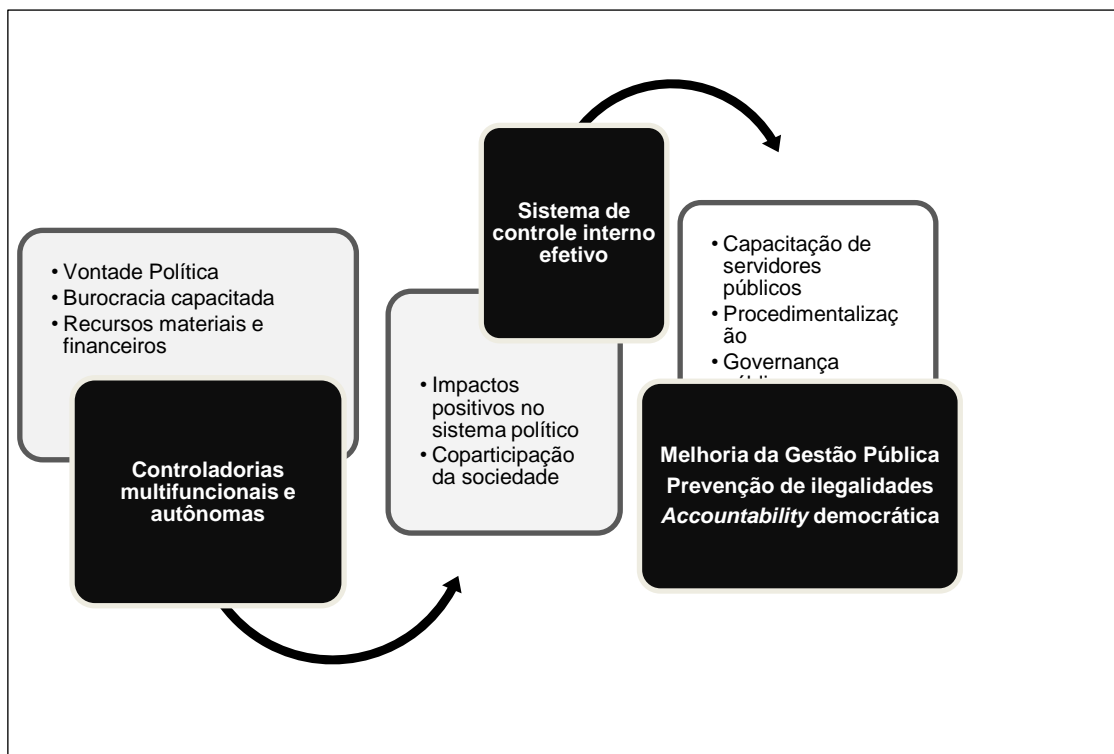 • Vontade Política
• Burocracia capacitada
• Recursos materiais e
financeiros
Controladorias
multifuncionais e
autônomas
• Impactos
positivos no
sistema político
• Coparticipação
da sociedade
Sistema de
controle interno
efetivo
• Capacitação de
servidores
públicos
• Procedimentalizaç
ão
• Governança
Melhoria da Gestão Pública
Prevenção de ilegalidades
Accountability democrática